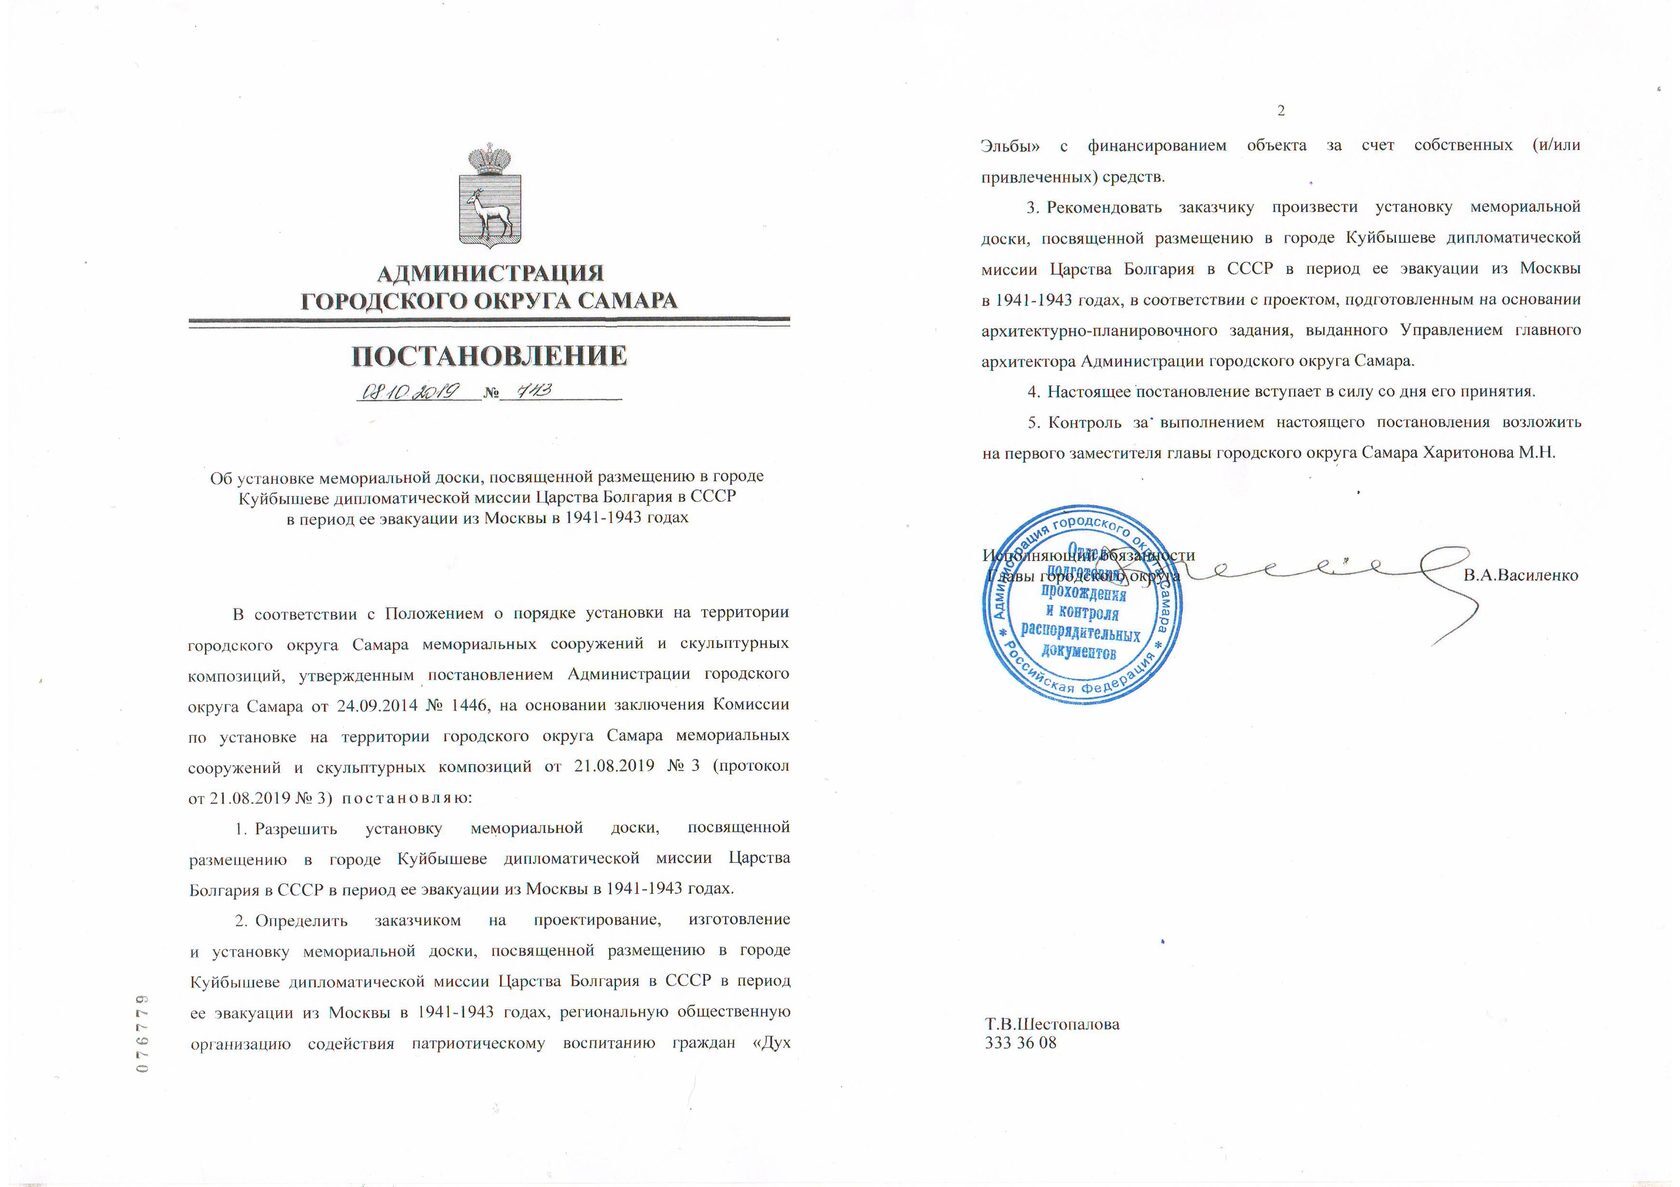 АДМИНИСТРАЦИЯ
ГОРОДСКОГО ОКРУГА САМАРА
ПОСТАНОВЛЕНИЕ
08.10.2019 № 743
Об установке мемориальной доски, посвященной размещению в городе
Куйбышеве дипломатической миссии Царства Болгария в СССР
в период ее эвакуации из Москвы в 1941-1943 годах
В соответствии с Положением о порядке установки на территории
городского округа Самара мемориальных сооружений и скульптурных
композиций, утвержденным постановлением Администрации городского
округа Самара от 24.09.2014 № 1446, на основании заключения Комиссии
по установке на территории городского округа Самара мемориальных
сооружений и скульптурных композиций от 21.08.2019 № 3 (протокол
от 21.08.2019 № 3) постановляю:
1. Разрешить установку мемориальной доски, посвященной
размещению в городе Куйбышеве дипломатической миссии Царства
Болгария в СССР в период ее эвакуации из Москвы в 1941-1943 годах.
2. Определить заказчиком на проектирование, изготовление
и установку мемориальной доски, посвященной размещению в городе
Куйбышеве дипломатической миссии Царства Болгария в СССР в период
ее эвакуации из Москвы в 1941-1943 годах, региональную общественную
организацию содействия патриотическому воспитанию граждан «Дух
076779
2
Эльбы» с финансированием объекта за счет собственных (и/или
привлеченных) средств.
3. Рекомендовать заказчику произвести установку мемориальной
доски, посвященной размещению в городе Куйбышеве дипломатической
миссии Царства Болгария в СССР в период ее эвакуации из Москвы
в 1941-1943 годах, в соответствии с проектом, подготовленным на основании
архитектурно-планировочного задания, выданного Управлением главного
архитектора Администрации городского округа Самара.
4. Настоящее постановление вступает в силу со дня его принятия.
5. Контроль за выполнением настоящего постановления возложить
на первого заместителя главы городского округа Самара Харитонова М.Н.
Исполняющий обязанности
Главы городского округа В.А.Василенко
Администрация городского округа Самара
* Российская Федерация *
Отдел
подготовки,
прохождения
и контроля
распорядительных
документов
Т.В.Шестопалова
333 36 08